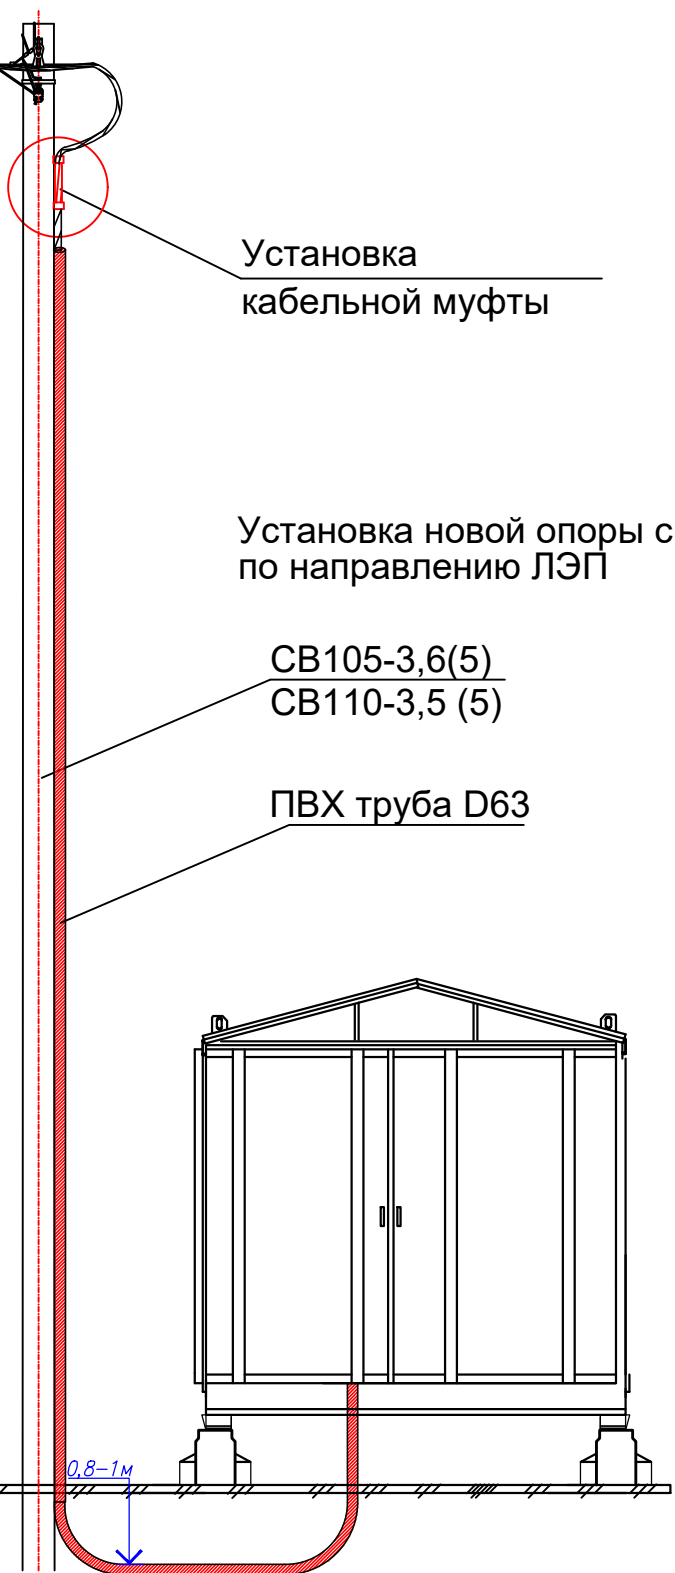 Установка
кабельной муфты
Установка новой опоры с
по направлению ЛЭП
СВ105-3,6(5)
СВ110-3,5 (5)
ПВХ труба D63
0,8-1м